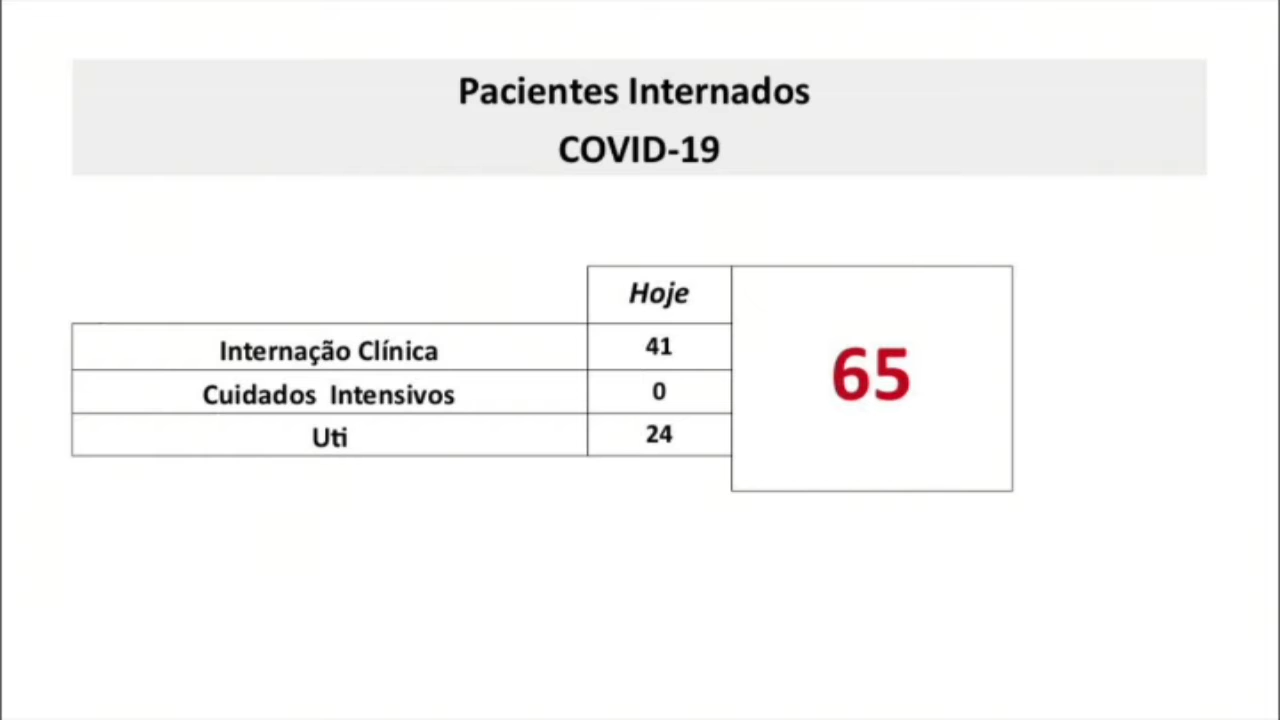 Pacientes Internados
COVID-19
Hoje
Internação Clínica 41
Cuidados Intensivos 0
Uti 24
65